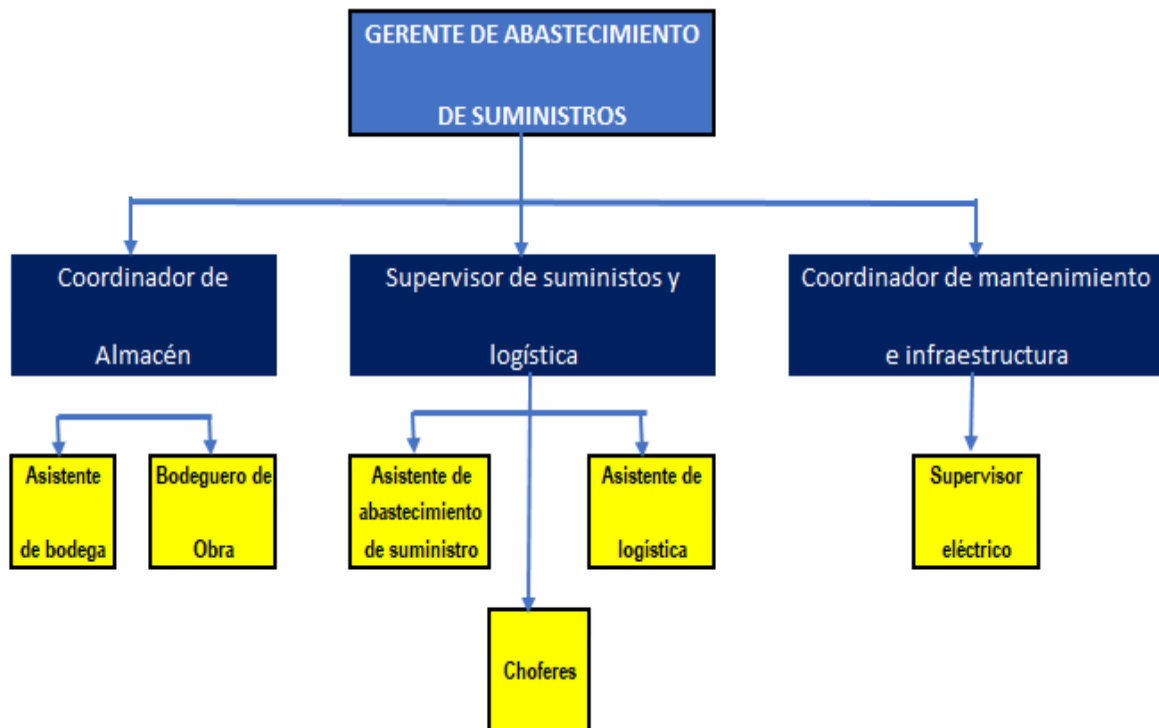 GERENTE DE ABASTECIMIENTO
DE SUMINISTROS
Coordinador de
Almacén
Supervisor de suministos y
logística
Coordinador de mantenimiento
e infraestructura
Asistente
de bodega
Bodeguero de
Obra
Asistente de
abastecimiento
de suministro
Asistente de
logística
Supervisor
eléctrico
Choferes